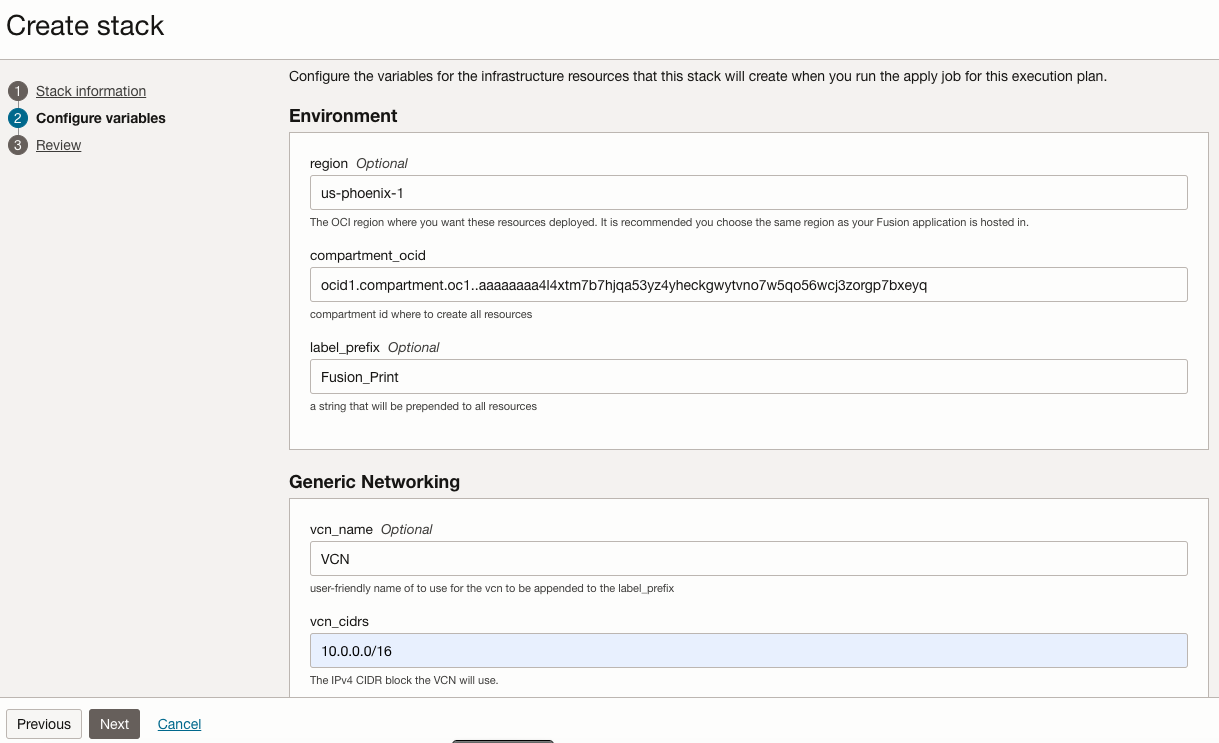 Create stack
1 Stack information
2 Configure variables
3 Review
Configure the variables for the infrastructure resources that this stack will create when you run the apply job for this execution plan.
Environment
region Optional
us-phoenix-1
The OCI region where you want these resources deployed. It is recommended you choose the same region as your Fusion application is hosted in.
compartment_ocid
ocid1.compartment.oc1..aaaaaaaa4l4xtm7b7hjqa53yz4yheckgwytvno7w5qo56wcj3zorgp7bxeyq
compartment id where to create all resources
label_prefix Optional
Fusion_Print
a string that will be prepended to all resources
Generic Networking
vcn_name Optional
VCN
user-friendly name of to use for the vcn to be appended to the label_prefix
vcn_cidrs
10.0.0.0/16
The IPv4 CIDR block the VCN will use.
Previous Next Cancel